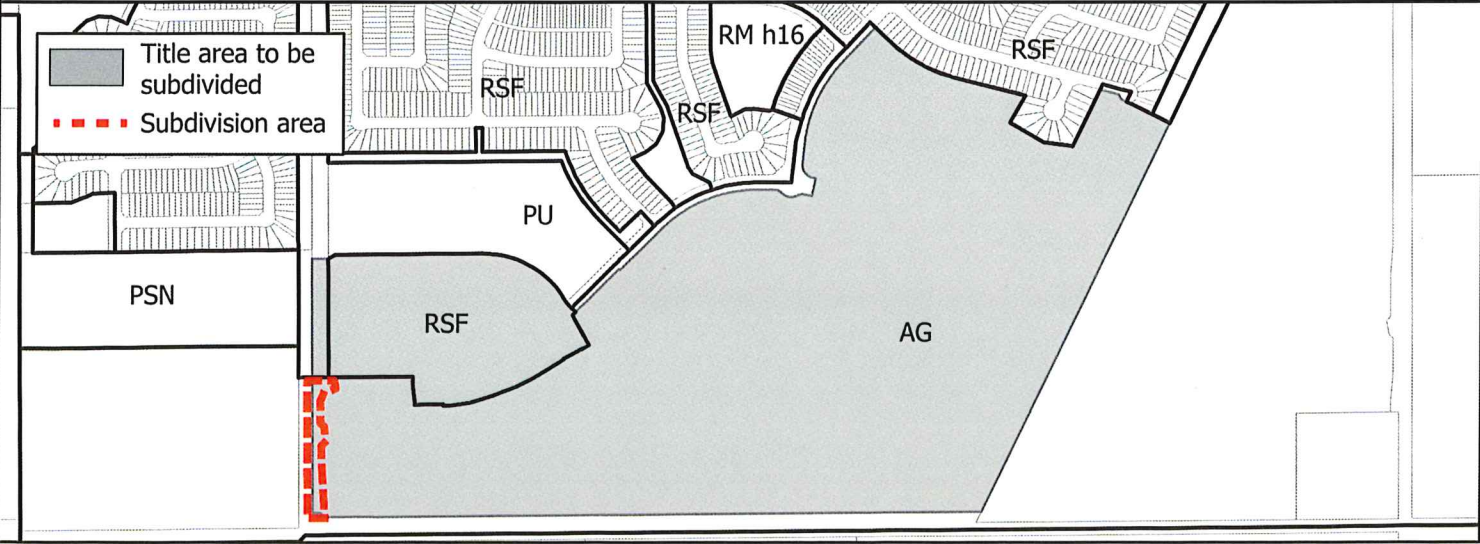 Title area to be
subdivided
Subdivision area
RM h16
RSF
RSF
RSF
PU
PSN
RSF
AG